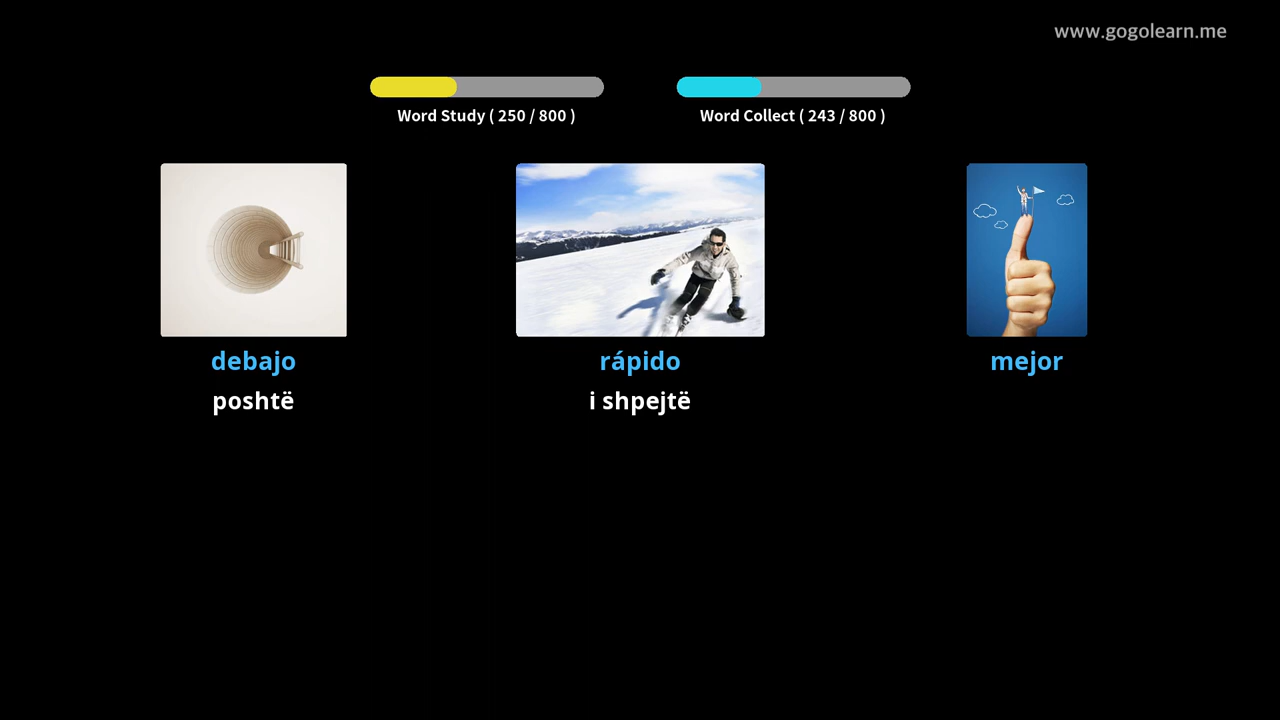 www.gogolearn.me
Word Study ( 250 / 800 )
Word Collect ( 243 / 800 )
debajo
rápido
mejor
poshtë
i shpejtë